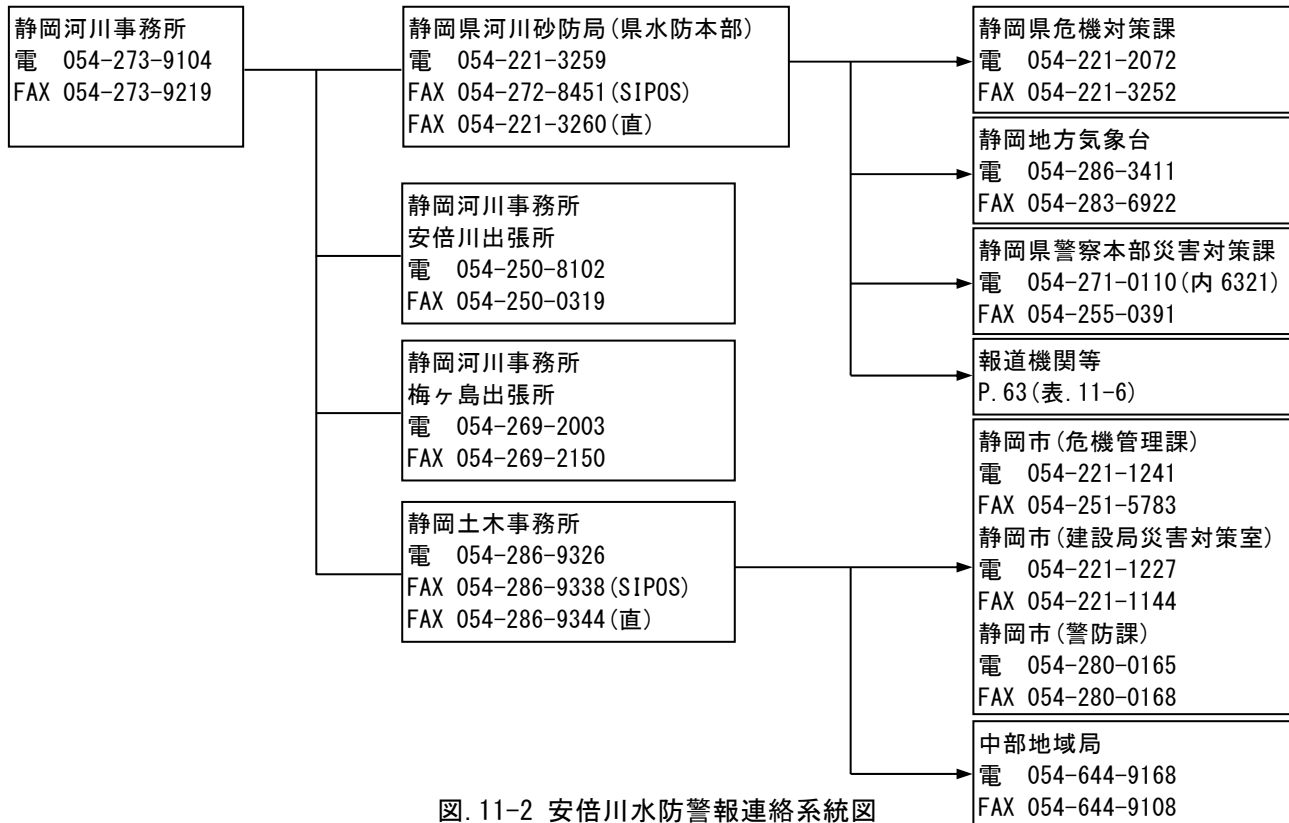 静岡河川事務所
電 054-273-9104
FAX 054-273-9219
静岡県河川砂防局(県水防本部)
電 054-221-3259
FAX 054-272-8451(SIPOS)
FAX 054-221-3260(直)
静岡河川事務所
安倍川出張所
電 054-250-8102
FAX 054-250-0319
静岡河川事務所
梅ヶ島出張所
電 054-269-2003
FAX 054-269-2150
静岡土木事務所
電 054-286-9326
FAX 054-286-9338(SIPOS)
FAX 054-286-9344(直)
静岡県危機対策課
電 054-221-2072
FAX 054-221-3252
静岡地方気象台
電 054-286-3411
FAX 054-283-6922
静岡県警察本部災害対策課
電 054-271-0110(内 6321)
FAX 054-255-0391
報道機関等
P.63(表.11-6)
静岡市(危機管理課)
電 054-221-1241
FAX 054-251-5783
静岡市(建設局災害対策室)
電 054-221-1227
FAX 054-221-1144
静岡市(警防課)
電 054-280-0165
FAX 054-280-0168
中部地域局
電 054-644-9168
FAX 054-644-9108
図.11-2 安倍川水防警報連絡系統図